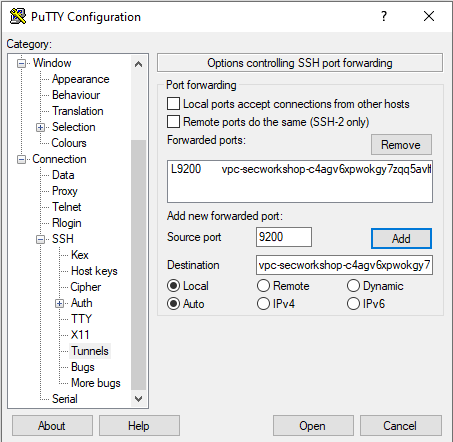 PuTTY Configuration
?
Category:
Window
Appearance
Behaviour
Translation
Selection
Colours
Connection
Data
Proxy
Telnet
Rlogin
SSH
Kex
Host keys
Cipher
Auth
TTY
X11
Tunnels
Bugs
More bugs
Serial
Options controlling SSH port forwarding
Port forwarding
Local ports accept connections from other hosts
Remote ports do the same (SSH-2 only)
Forwarded ports:
Remove
L9200 vpc-secworkshop-c4agv6xpwokgy7zqq5avlt
Add new forwarded port:
Source port 9200 Add
Destination vpc-secworkshop-c4agv6xpwokgy7
Local Remote Dynamic
Auto IPv4 IPv6
About Help Open Cancel